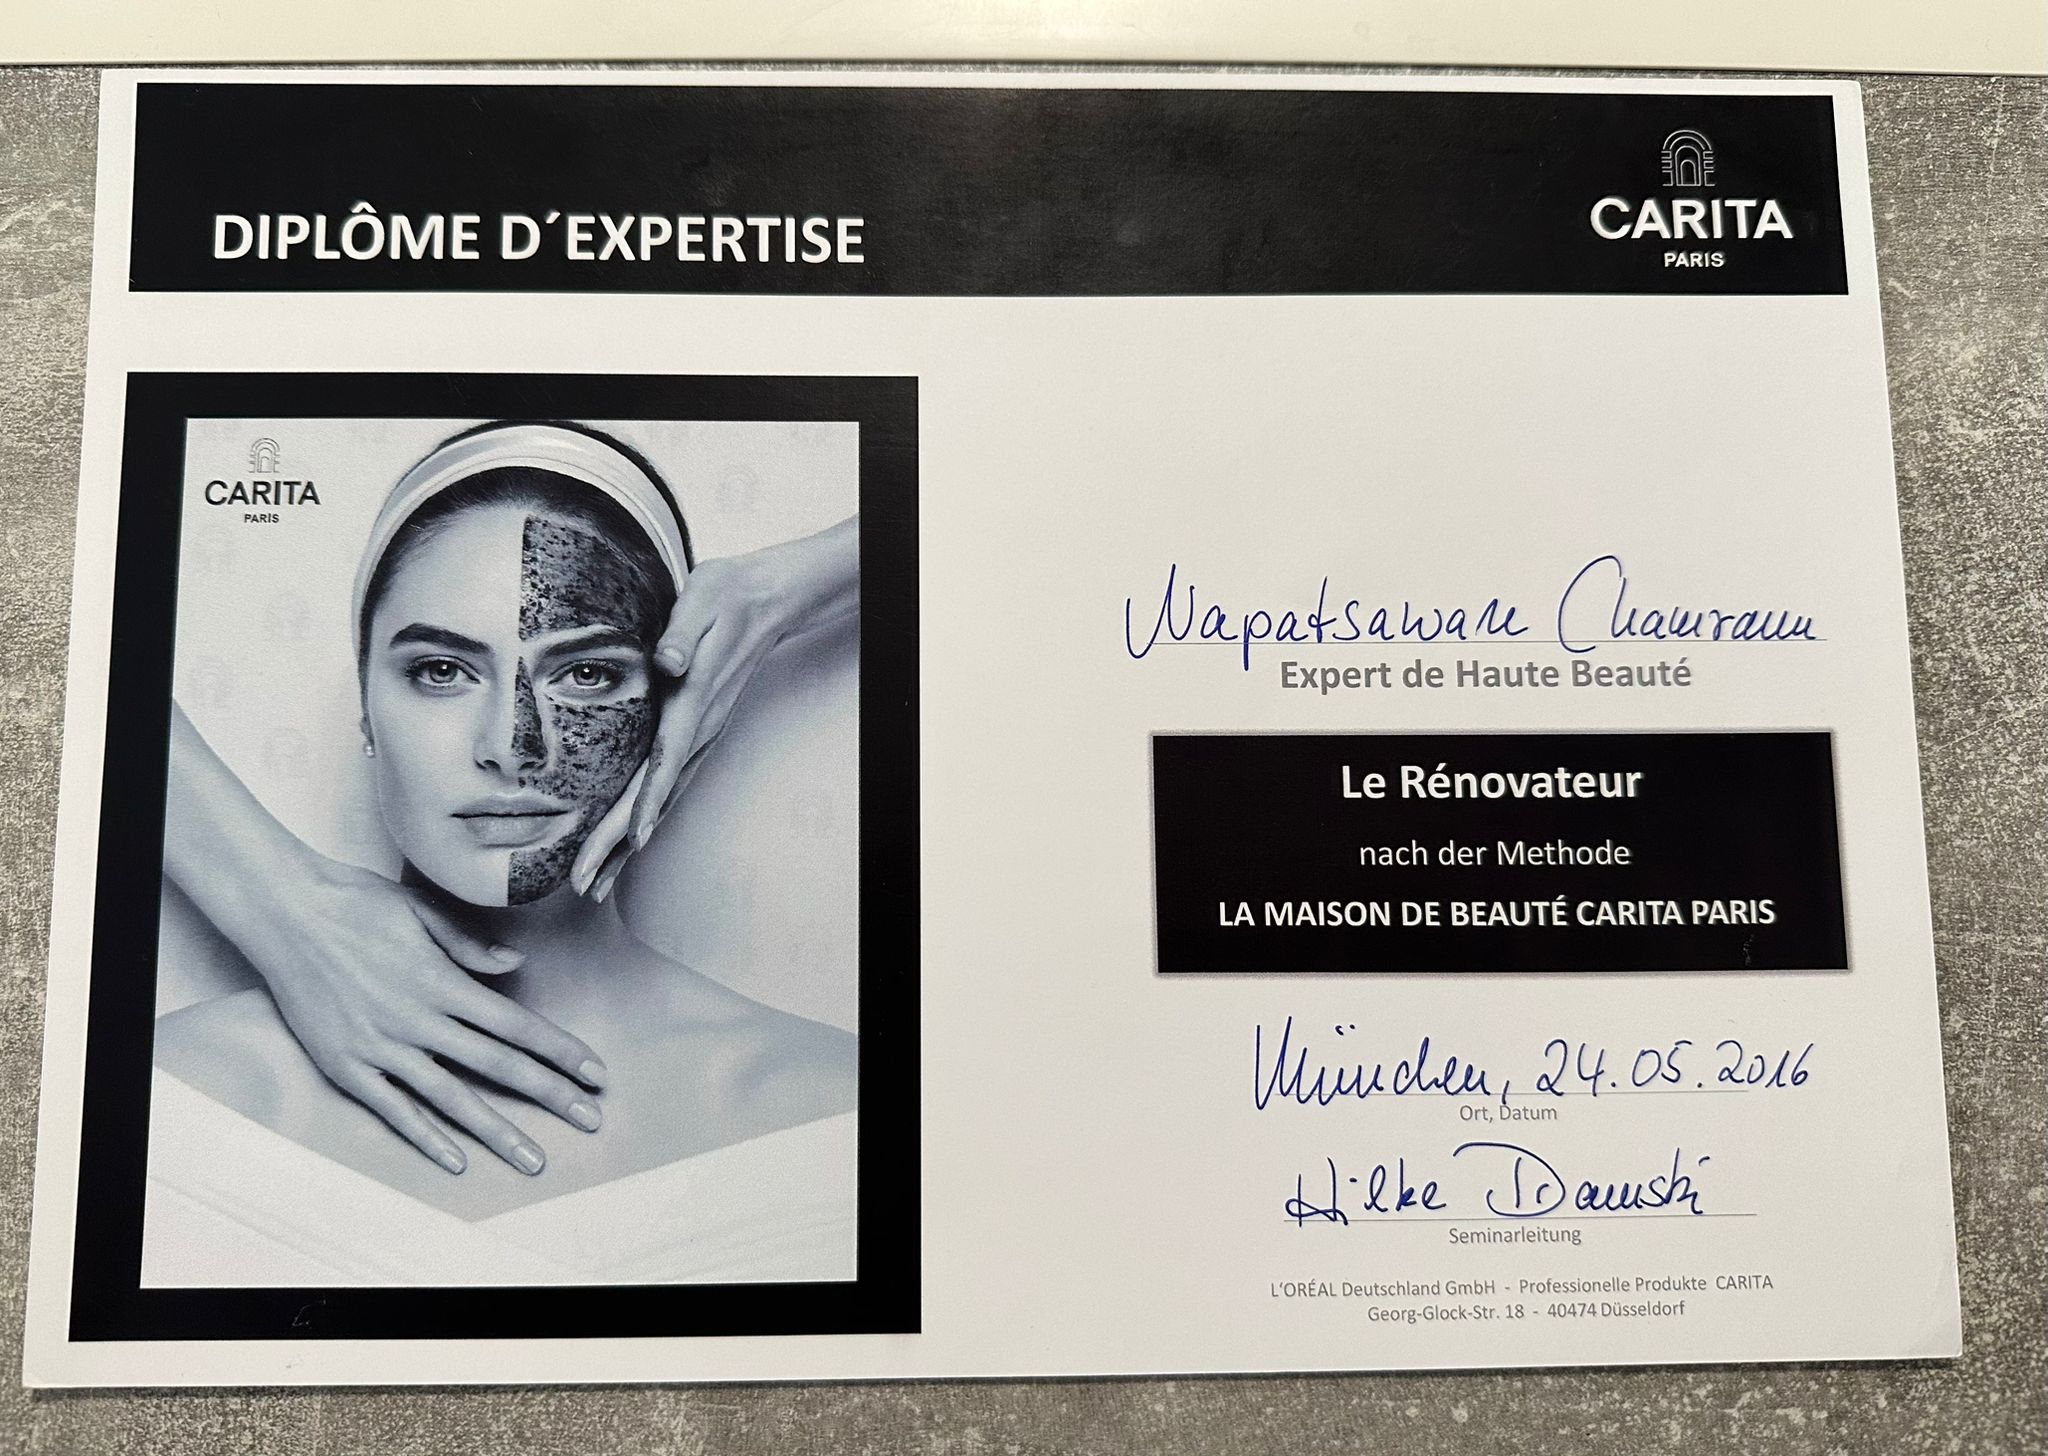 CARITA
PARIS
DIPLÔME D´EXPERTISE
CARITA
PARIS
Napatsawan
Expert de Haute Beauté
Le Rénovateur
nach der Methode
LA MAISON DE BEAUTÉ CARITA PARIS
München, 24.05.2016
Ort, Datum
Hilke Damski
Seminarleitung
L'ORÉAL Deutschland GmbH - Professionelle Produkte CARITA
Georg-Glock-Str. 18 - 40474 Düsseldorf